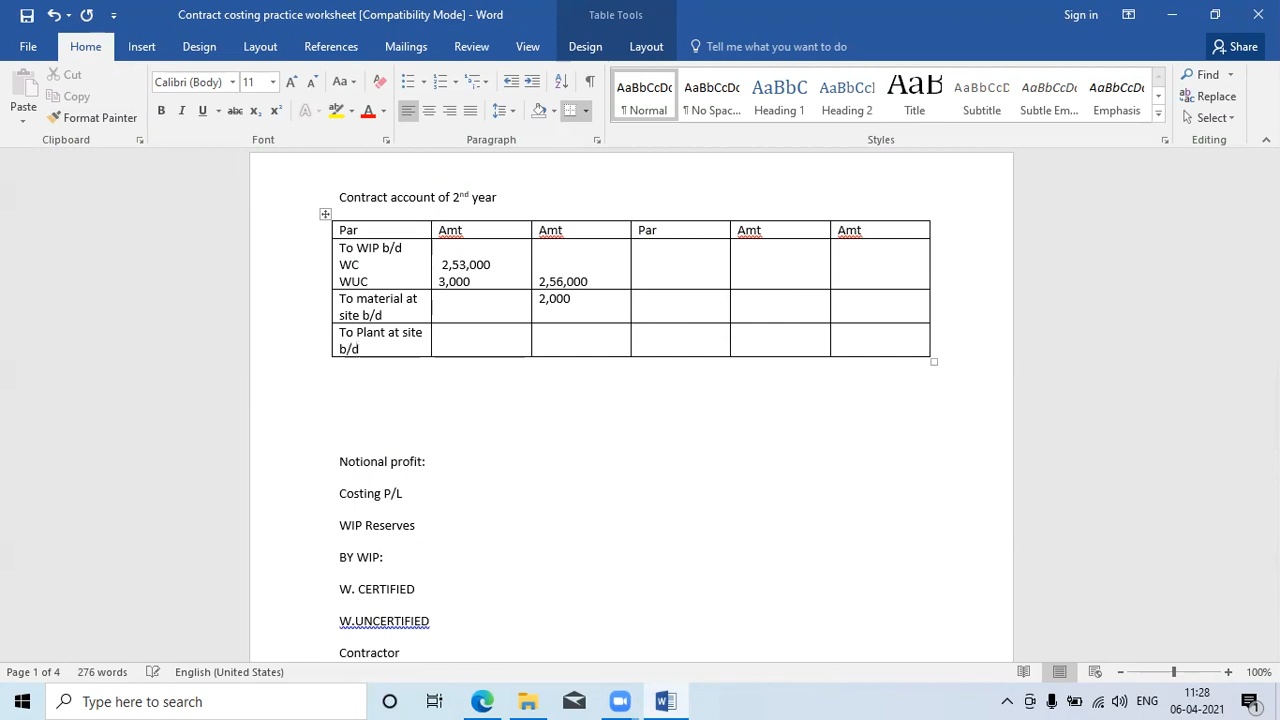 Contract costing practice worksheet [Compatibility Mode] - Word
Table Tools
Sign in
File Home Insert Design Layout References Mailings Review View Design Layout Tell me what you want to do Share
Paste
Cut
Copy
Format Painter
Clipboard
Calibri (Body) 11
Aa
B I U abc x₂ x² A A
Font
Paragraph
AaBbCcDc AaBbCcDc AaBbC AaBbCcI AaB AaBbCcD AaBbCcDc AaBbCcDc
¶ Normal ¶ No Spac... Heading 1 Heading 2 Title Subtitle Subtle Em... Emphasis
Styles
Find
Replace
Select
Editing
Contract account of 2nd year
Par Amt Amt Par Amt Amt
To WIP b/d
WC 2,53,000
WUC 3,000 2,56,000
To material at 2,000
site b/d
To Plant at site
b/d
Notional profit:
Costing P/L
WIP Reserves
BY WIP:
W. CERTIFIED
W.UNCERTIFIED
Contractor
Page 1 of 4 276 words English (United States) 100%
Type here to search
ENG
11:28
06-04-2021
1